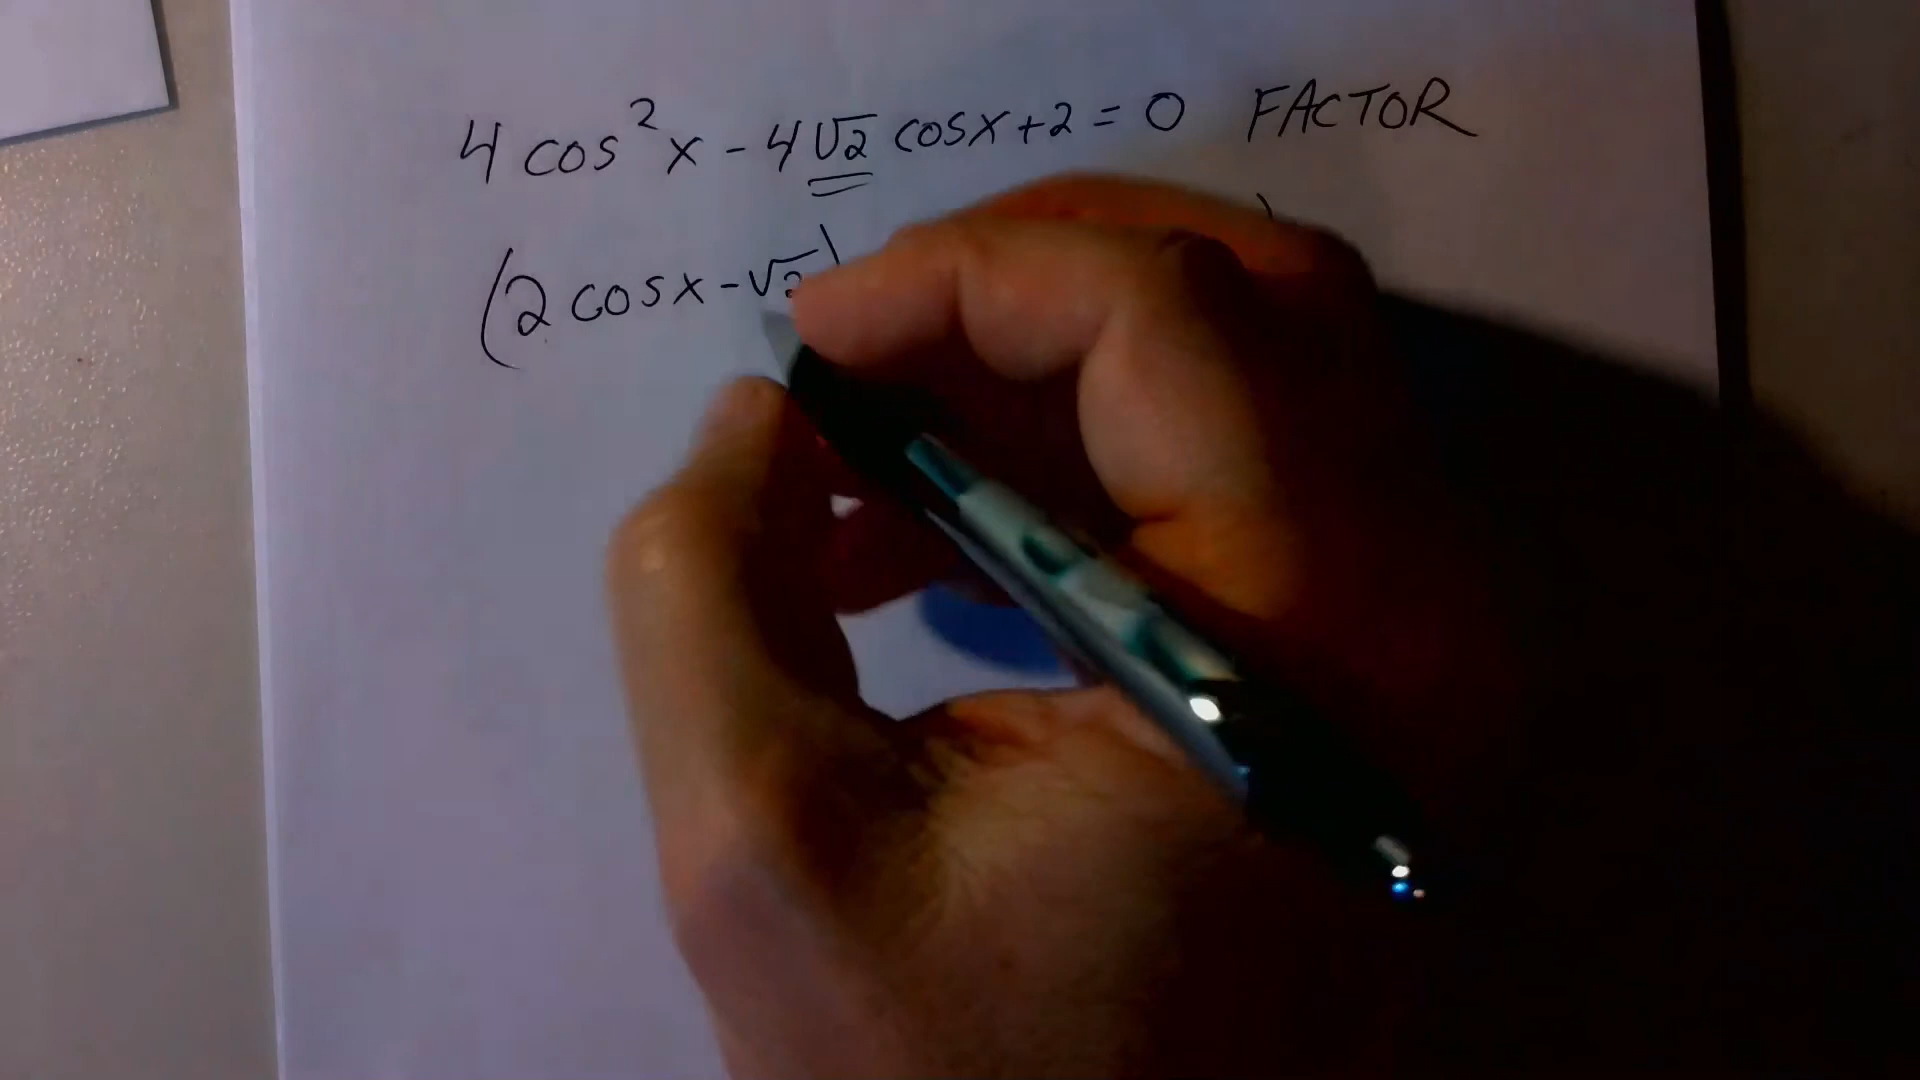 4 cos²x - 4√2 cosx + 2 = 0 FACTOR
(2 cosx - √2)